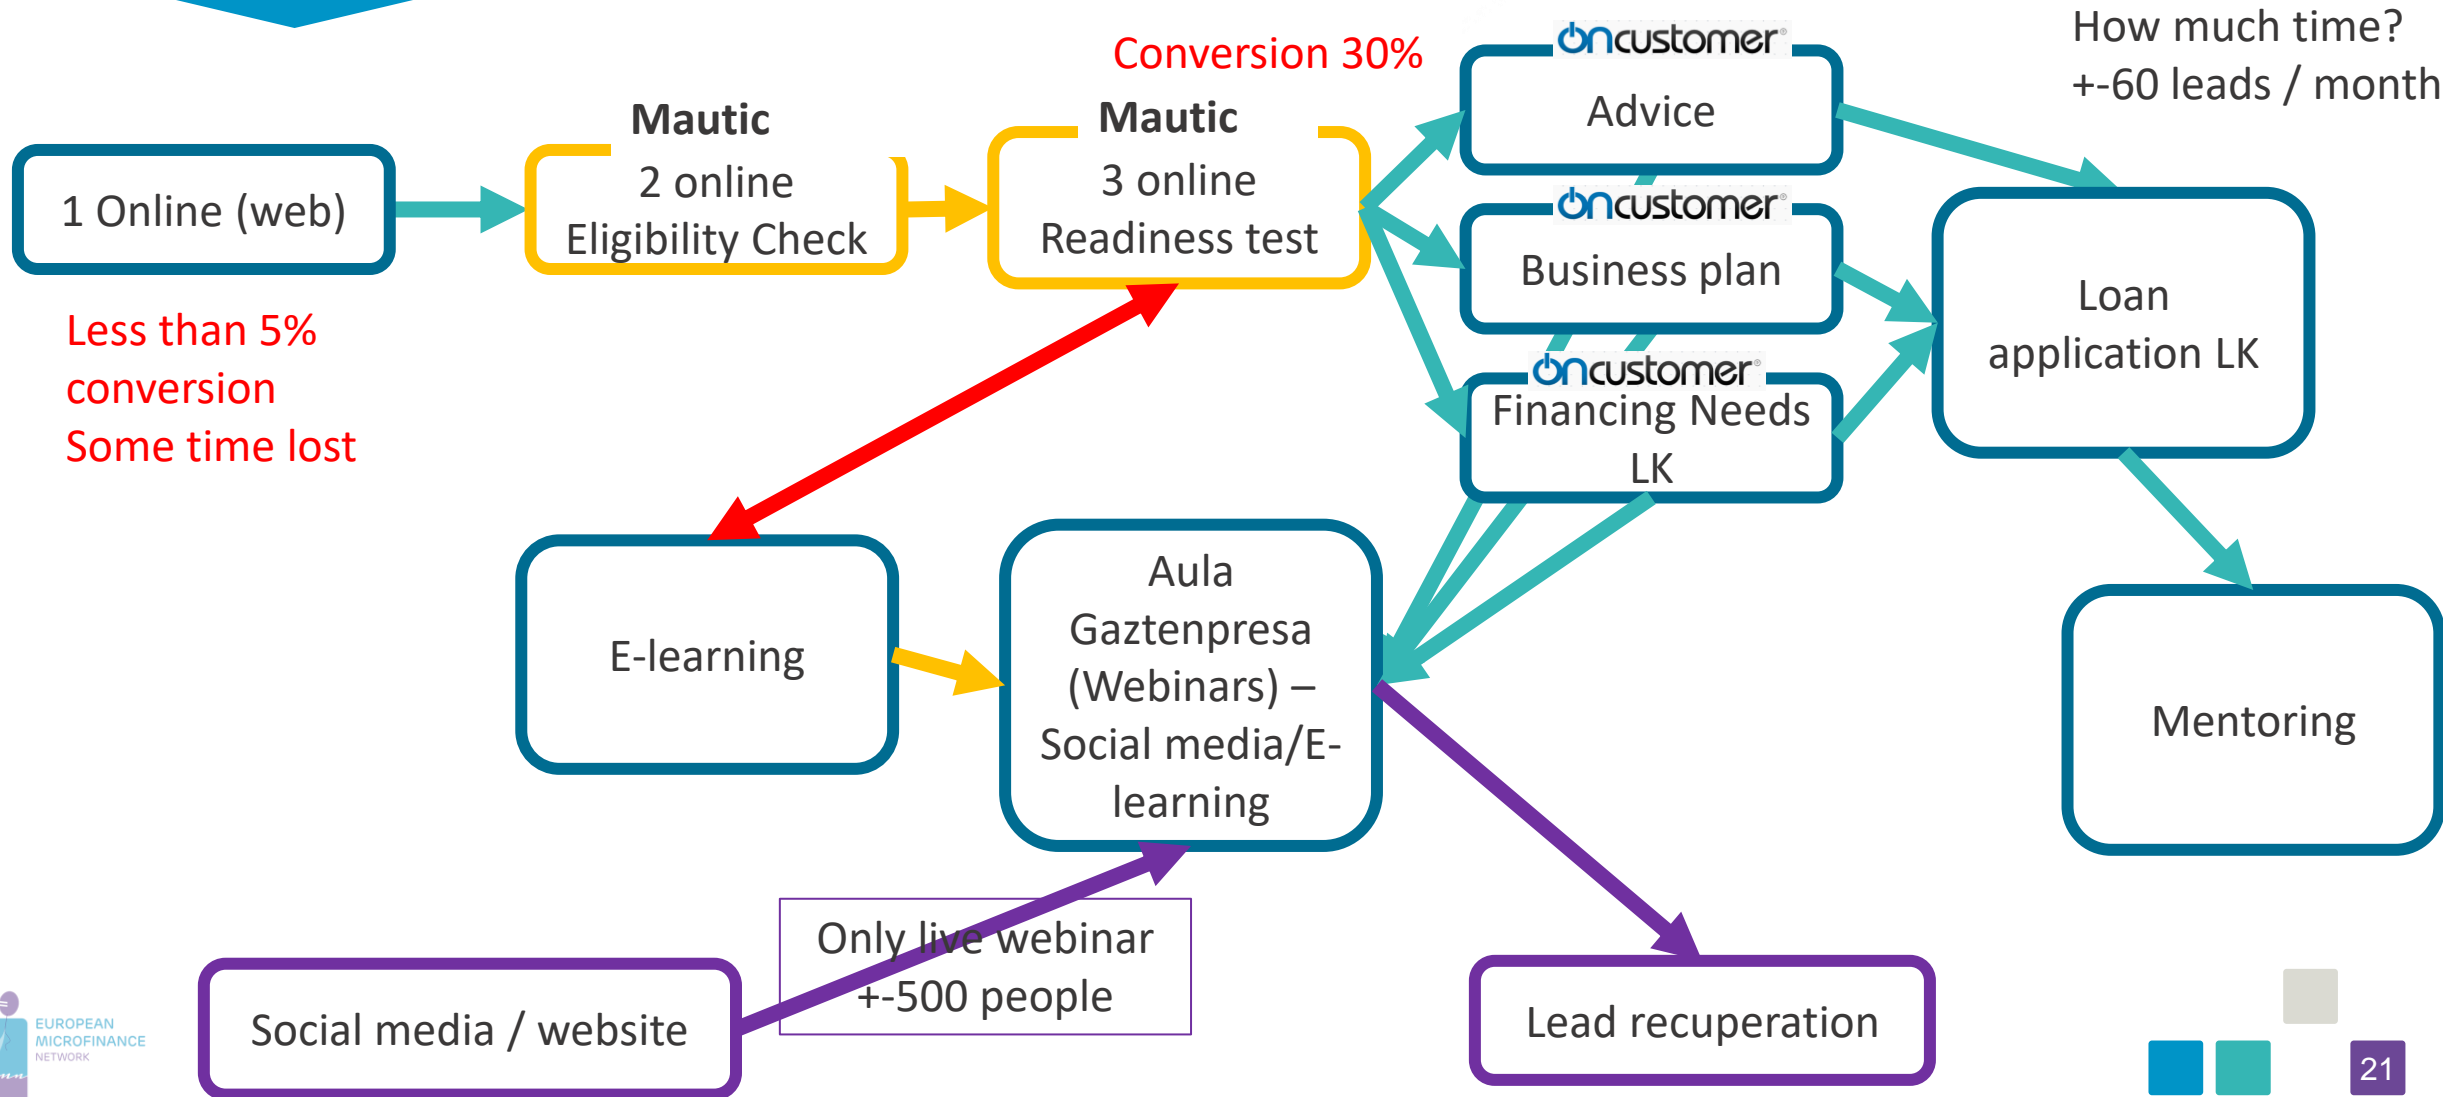 How much time?
+-60 leads / month
Conversion 30%
oncustomer®
Advice
Mautic
Mautic
1 Online (web)
2 online
Eligibility Check
3 online
Readiness test
oncustomer®
Business plan
Less than 5%
conversion
Some time lost
oncustomer®
Financing Needs
LK
Loan
application LK
E-learning
Aula
Gaztenpresa
(Webinars) –
Social media/E-
learning
Mentoring
Only live webinar
+-500 people
Social media / website
Lead recuperation
EUROPEAN
MICROFINANCE
NETWORK
21